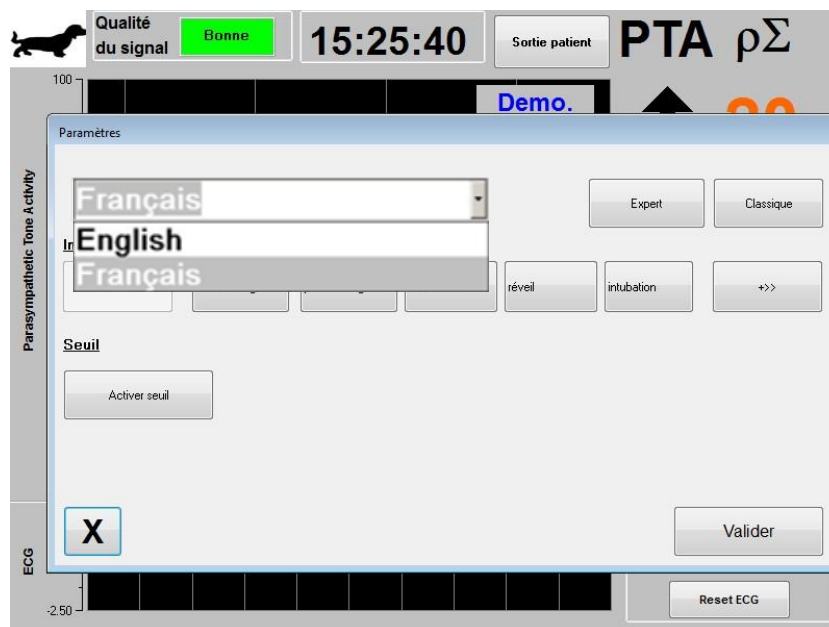 Qualité
du signal
Bonne
15:25:40
Sortie patient
PTA ρΣ
100
Demo.
Paramètres
Parasympathetic Tone Activity
Français
English
Français
Expert
Classique
réveil
intubation
+>>
Seuil
Activer seuil
X
Valider
ECG
-2.50
Reset ECG